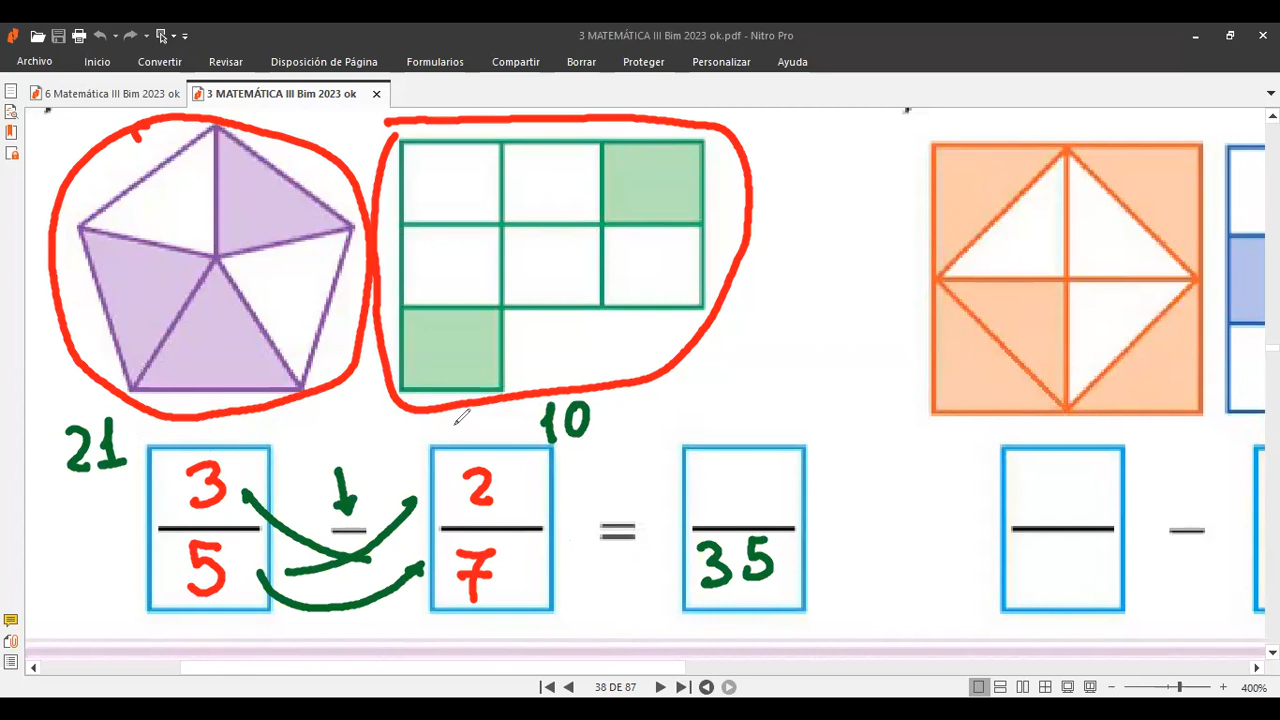 3 MATEMÁTICA III Bim 2023 ok.pdf - Nitro Pro
Archivo Inicio Convertir Revisar Disposición de Página Formularios Compartir Borrar Proteger Personalizar Ayuda
6 Matemática III Bim 2023 ok
3 MATEMÁTICA III Bim 2023 ok
21
10
3 2
— =
5 7 35
—
38 DE 87
400%